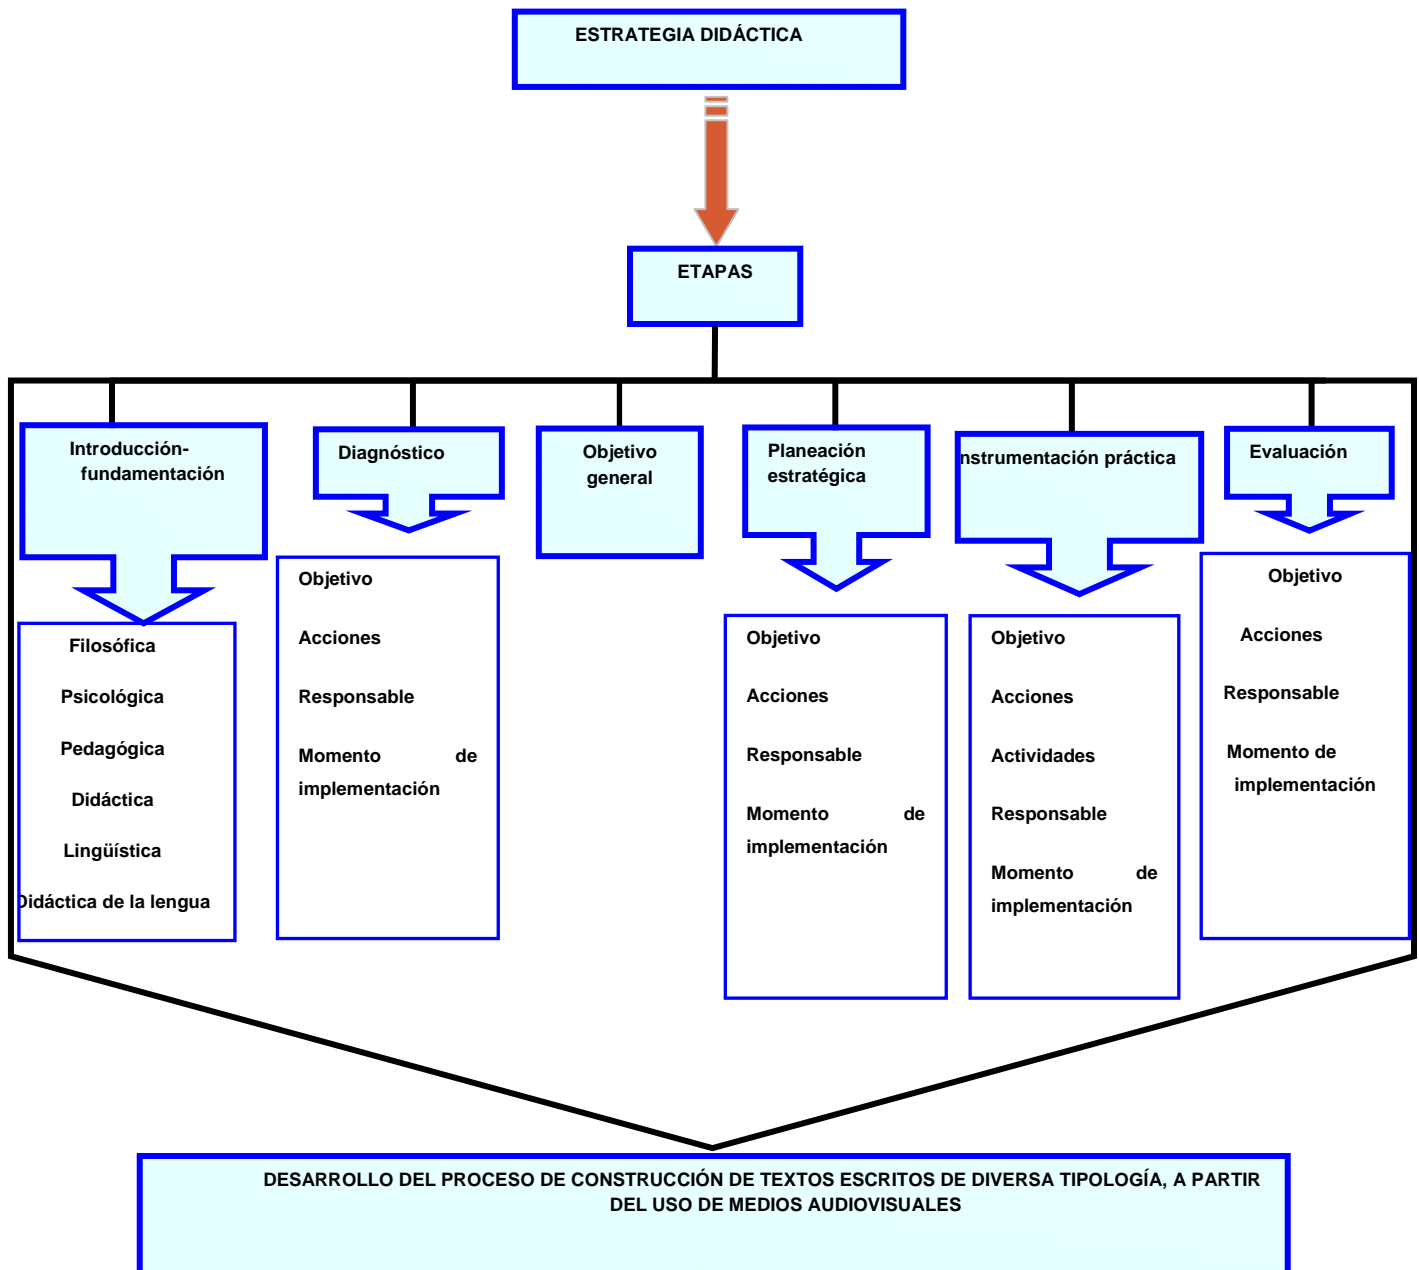 ESTRATEGIA DIDÁCTICA
ETAPAS
Introducción-
fundamentación
Diagnóstico
Objetivo
general
Planeación
estratégica
nstrumentación práctica
Evaluación
Filosófica
Psicológica
Pedagógica
Didáctica
Lingüística
Didáctica de la lengua
Objetivo
Acciones
Responsable
Momento de
implementación
Objetivo
Acciones
Responsable
Momento de
implementación
Objetivo
Acciones
Actividades
Responsable
Momento de
implementación
Objetivo
Acciones
Responsable
Momento de
implementación
DESARROLLO DEL PROCESO DE CONSTRUCCIÓN DE TEXTOS ESCRITOS DE DIVERSA TIPOLOGÍA, A PARTIR
DEL USO DE MEDIOS AUDIOVISUALES